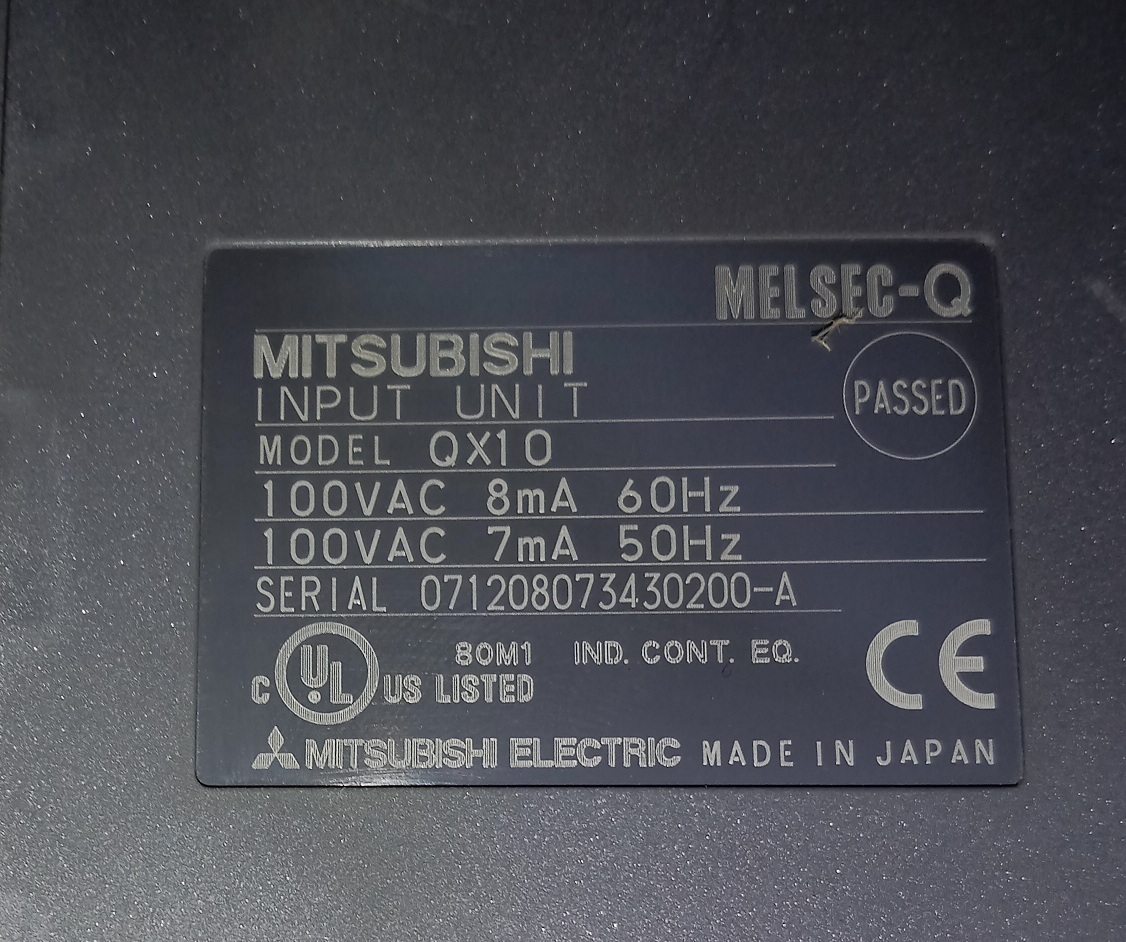 MELSEC-Q
MITSUBISHI
INPUT UNIT
PASSED
MODEL QX10
100VAC 8mA 60Hz
100VAC 7mA 50Hz
SERIAL 071208073430200-A
80M1 IND. CONT. EQ.
C UL ® US LISTED
CE
MITSUBISHI ELECTRIC MADE IN JAPAN